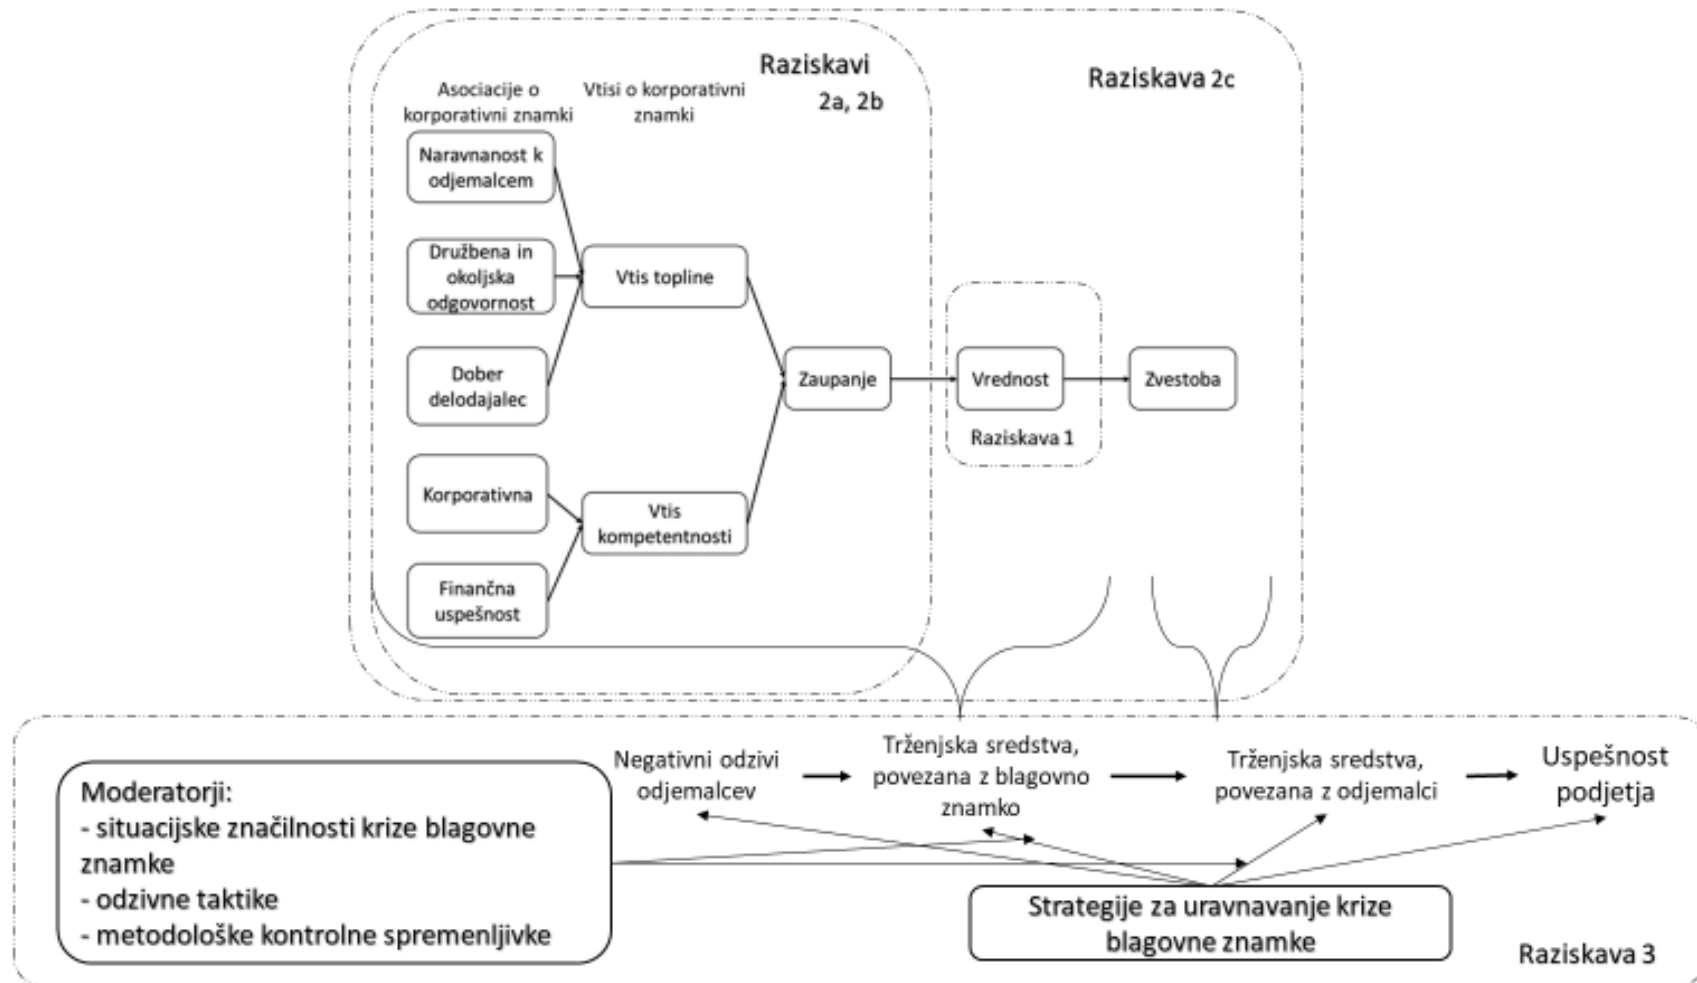 Raziskavi
2a, 2b
Raziskava 2c
Asociacije o
korporativni znamki
Vtisi o korporativni
znamki
Naravnanost k
odjemalcem
Družbena in
okoljska
odgovornost
Vtis topline
Dober
delodajalec
Zaupanje
Vrednost
Zvestoba
Raziskava 1
Korporativna
Vtis
kompetentnosti
Finančna
uspešnost
Negativni odzivi
odjemalcev
Trženjska sredstva,
povezana z blagovno
znamko
Trženjska sredstva,
povezana z odjemalci
Uspešnost
podjetja
Moderatorji:
- situacijske značilnosti krize blagovne
znamke
- odzivne taktike
- metodološke kontrolne spremenljivke
Strategije za uravnavanje krize
blagovne znamke
Raziskava 3